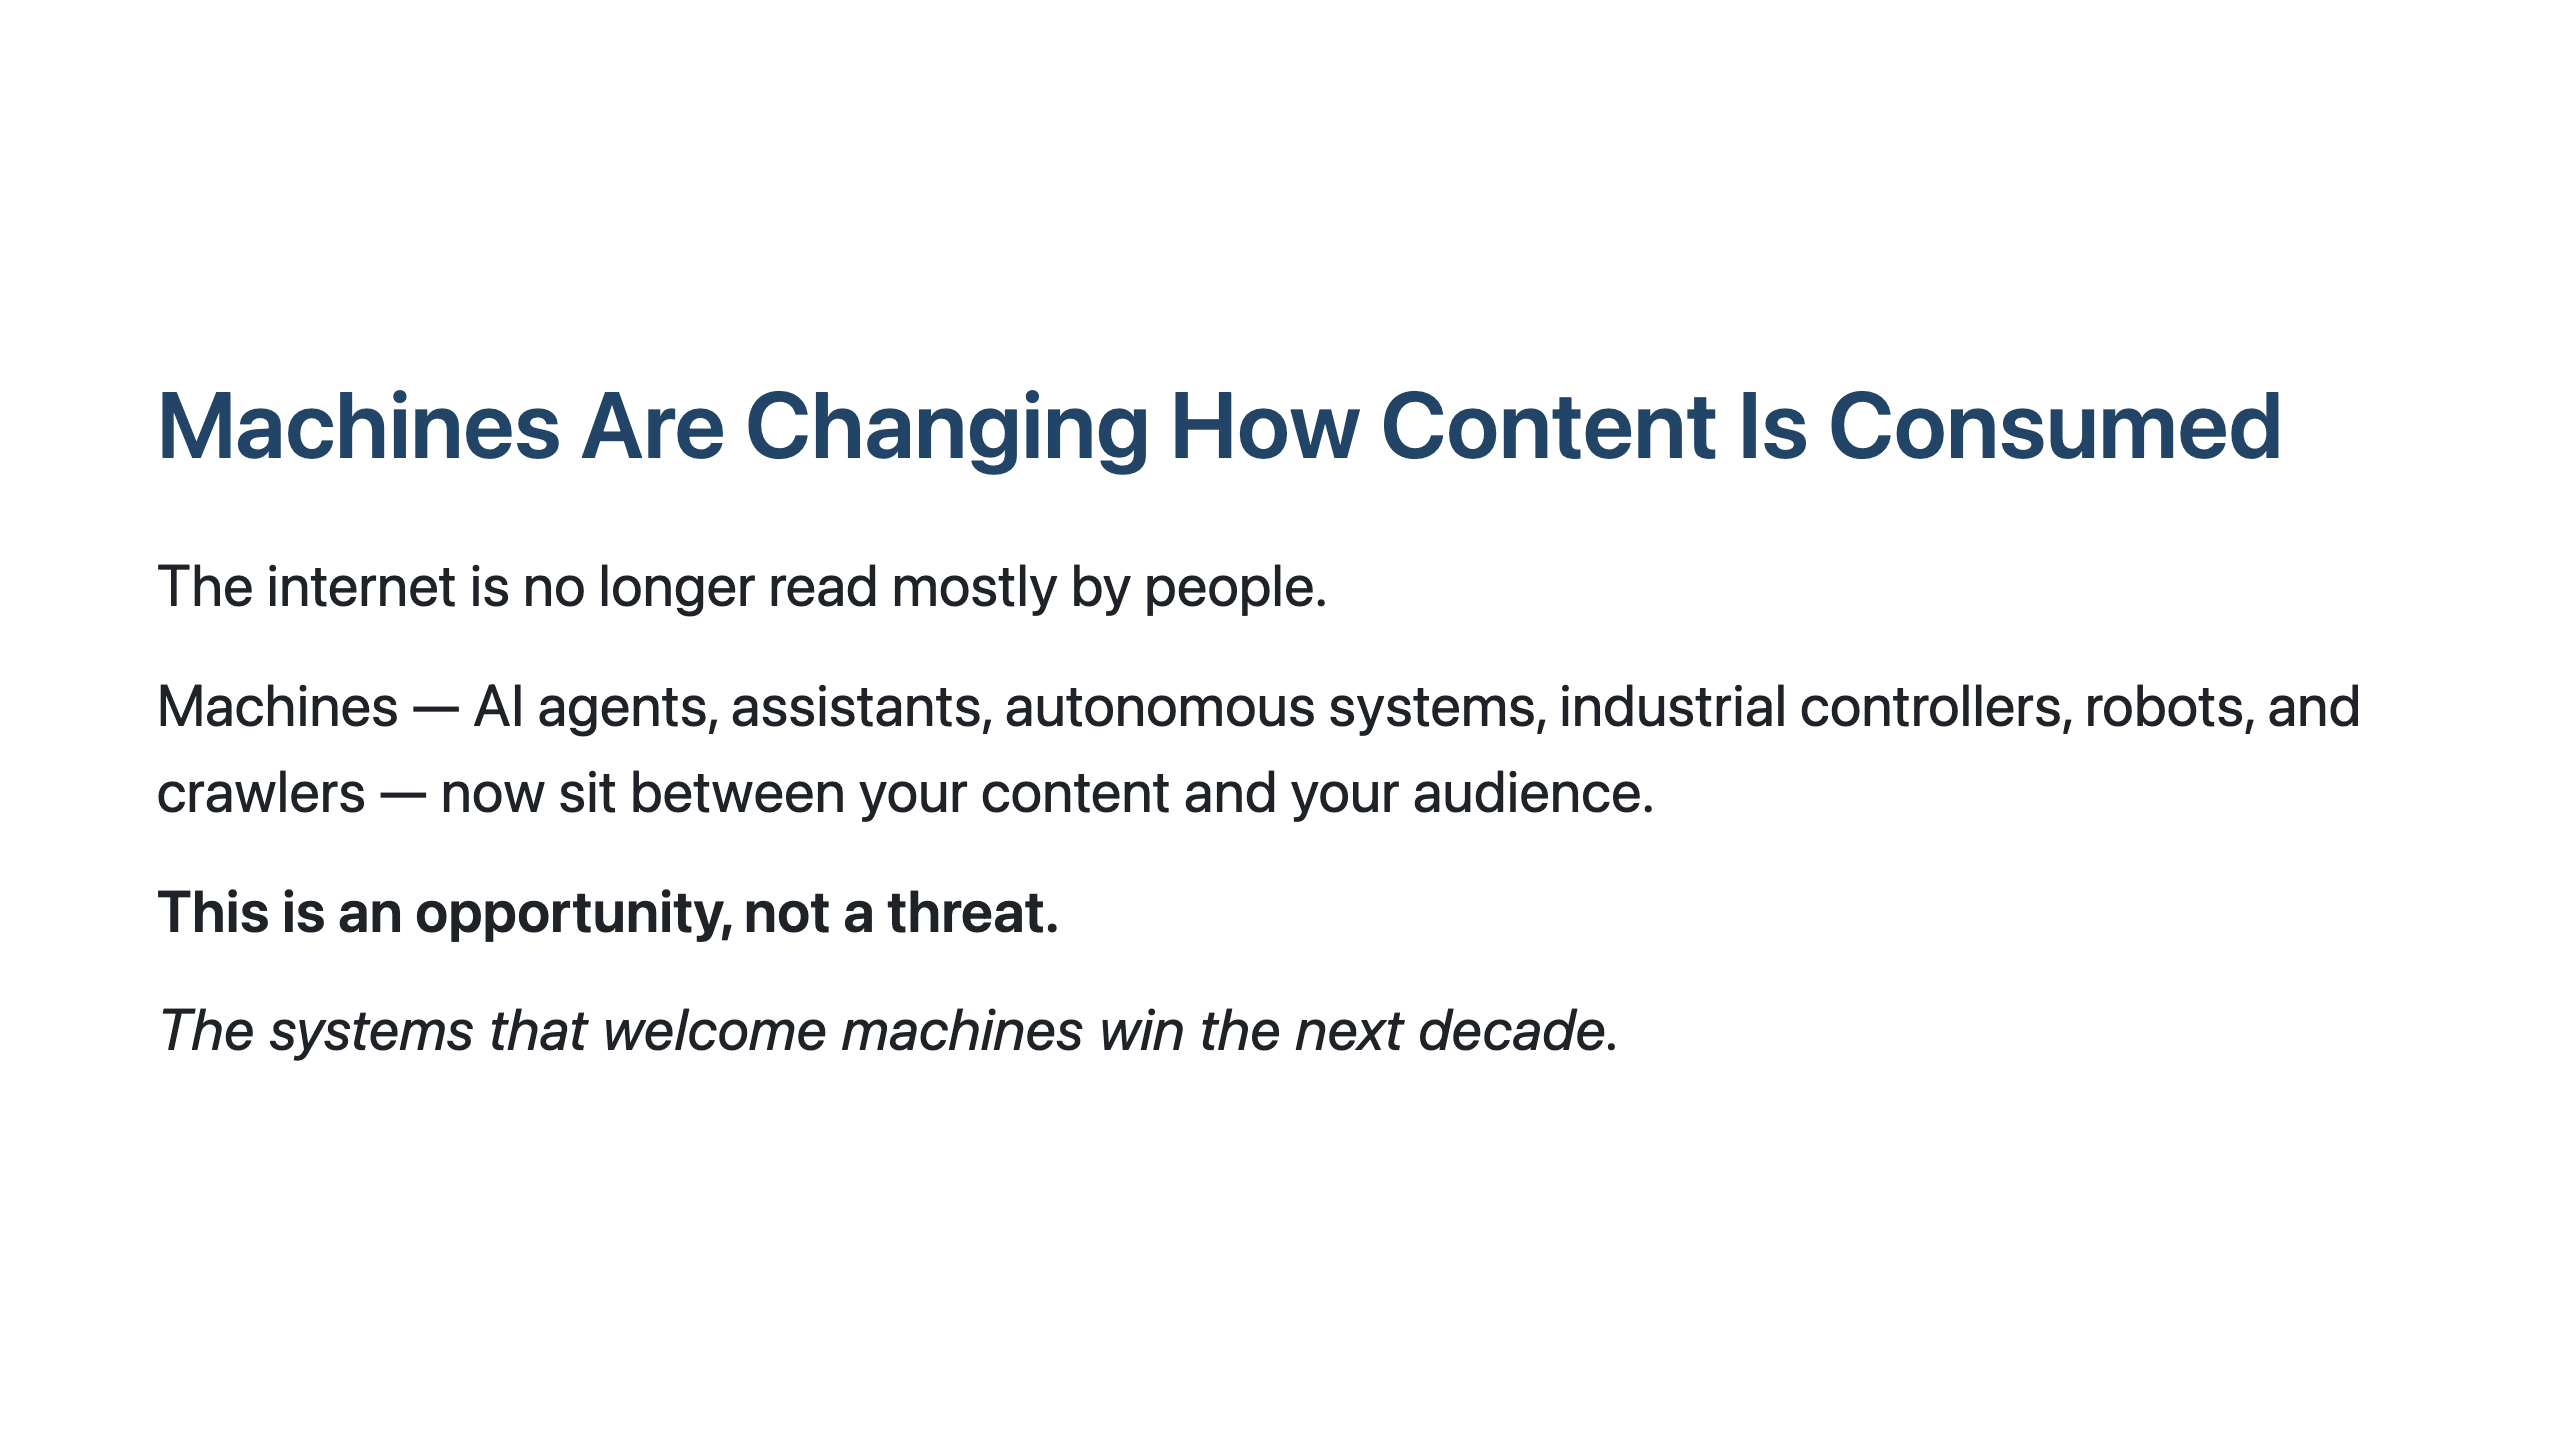 Machines Are Changing How Content Is Consumed
The internet is no longer read mostly by people.
Machines — AI agents, assistants, autonomous systems, industrial controllers, robots, and
crawlers — now sit between your content and your audience.
This is an opportunity, not a threat.
The systems that welcome machines win the next decade.